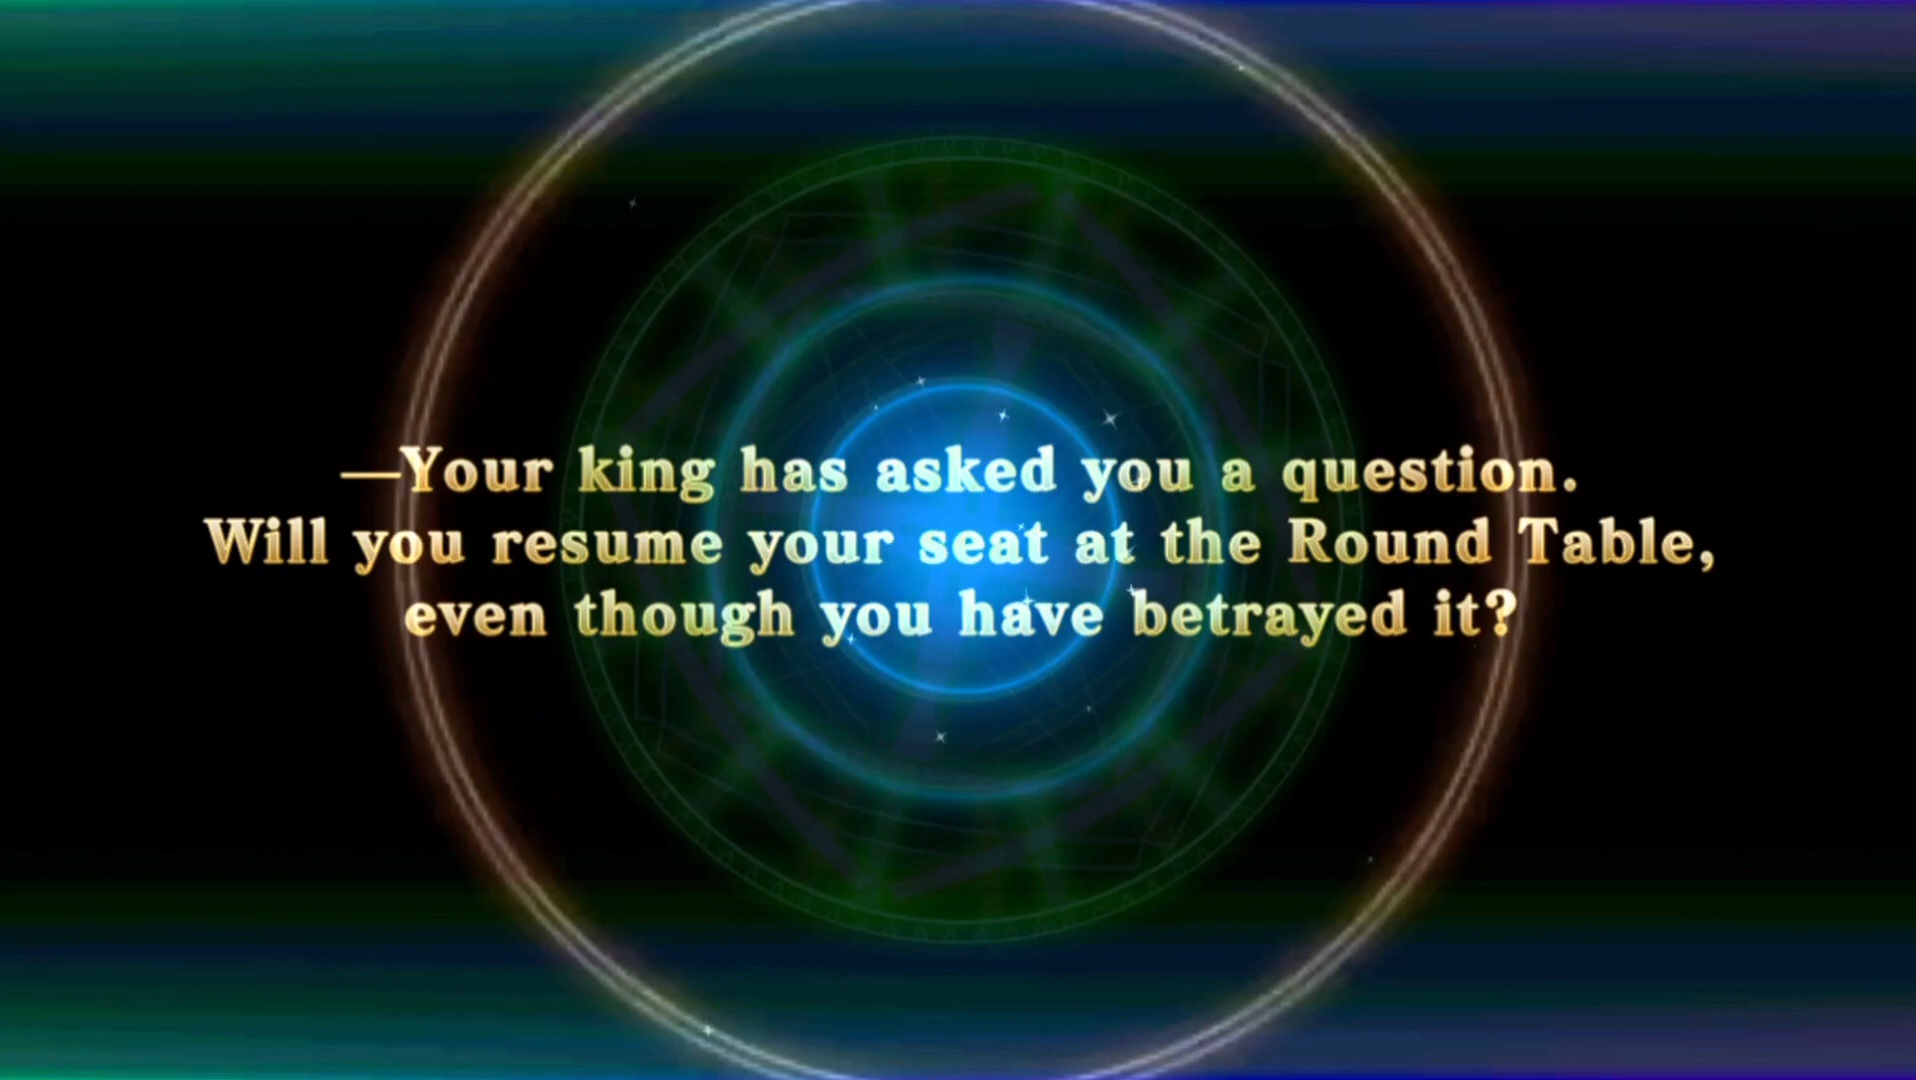 —Your king has asked you a question.
Will you resume your seat at the Round Table,
even though you have betrayed it?